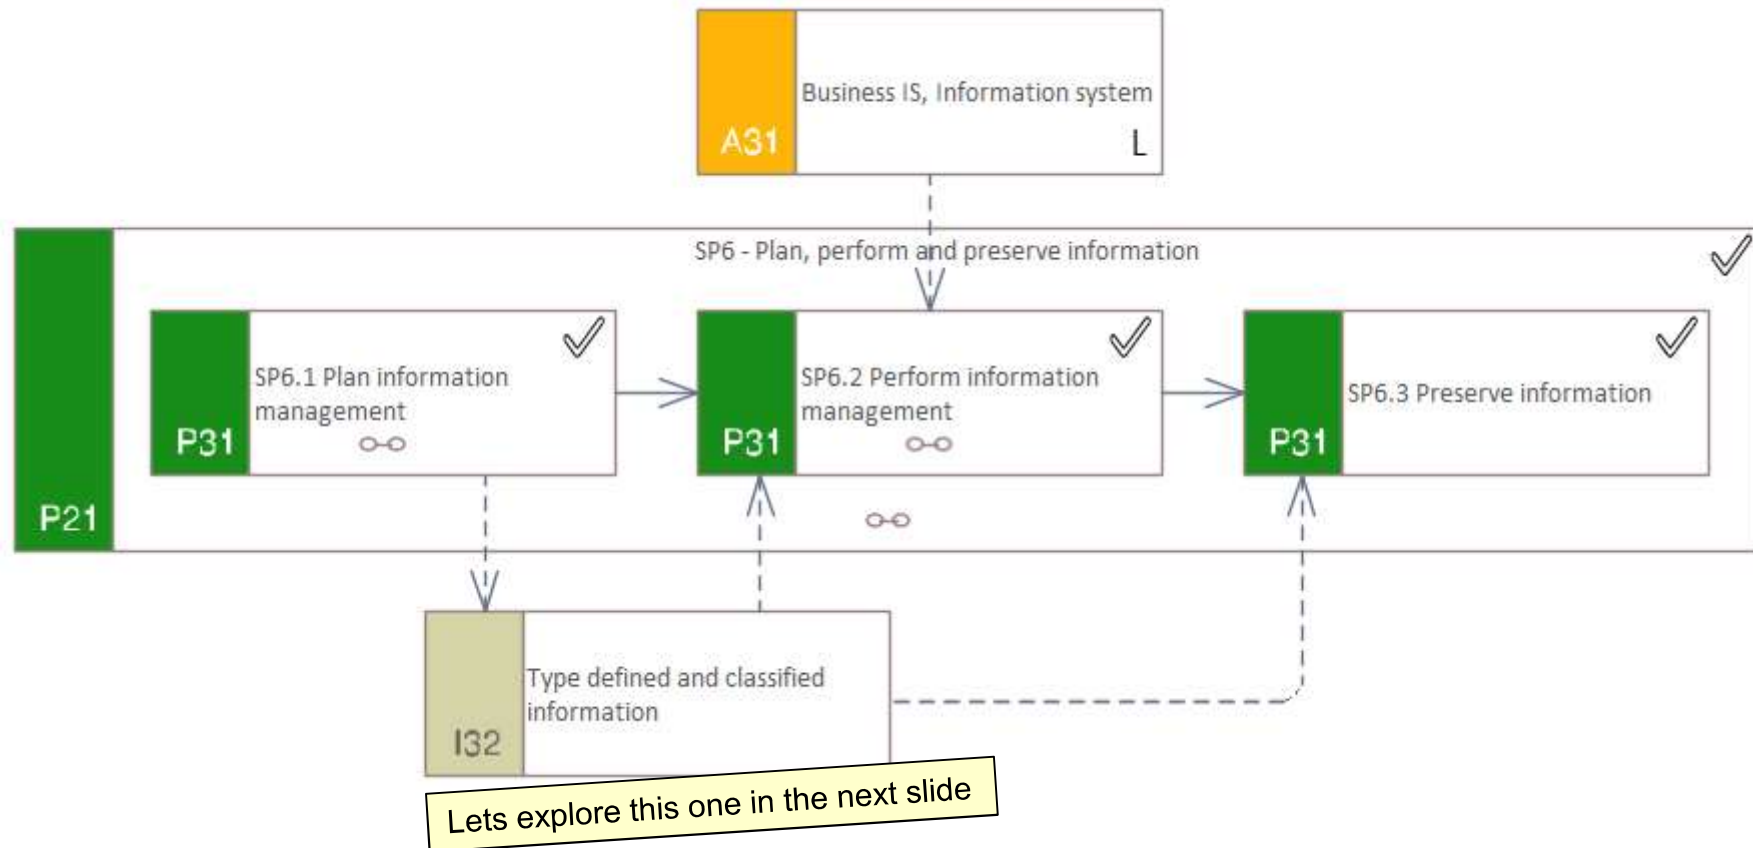 Business IS, Information system
A31
L
SP6 - Plan, perform and preserve information
SP6.1 Plan information
management
P31
SP6.2 Perform information
management
P31
SP6.3 Preserve information
P31
P21
Type defined and classified
information
I32
Lets explore this one in the next slide